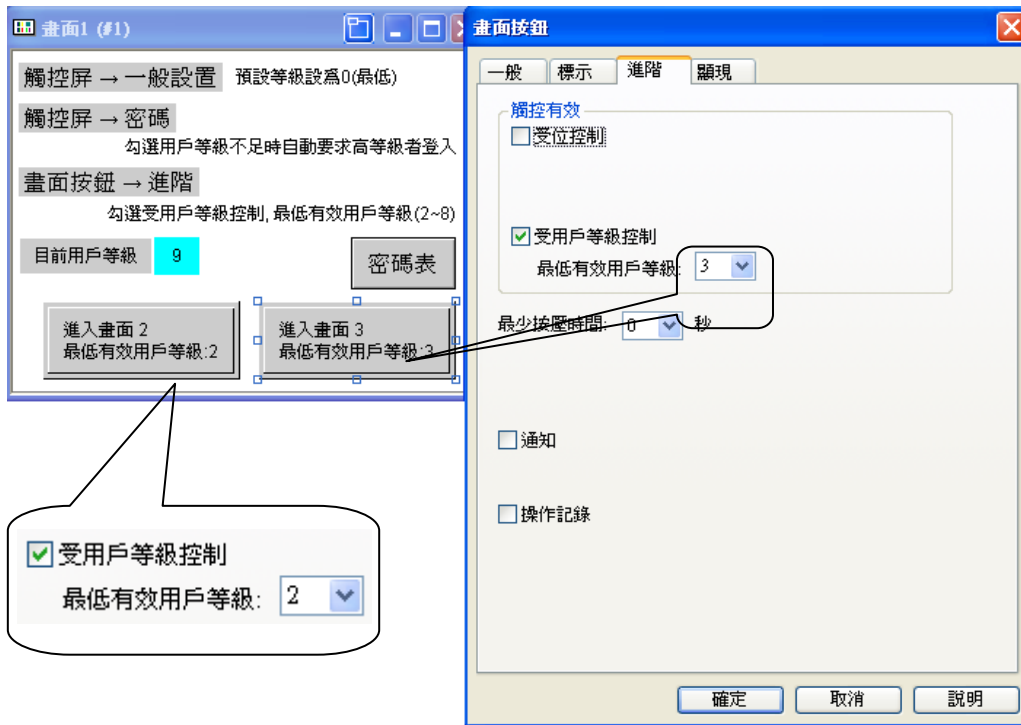 畫面1 (#1)
觸控屏 → 一般設置 預設等級設為0(最低)
觸控屏 → 密碼
勾選用戶等級不足時自動要求高等級者登入
畫面按鈕 → 進階
勾選受用戶等級控制, 最低有效用戶等級(2~8)
目前用戶等級 9
密碼表
進入畫面 2
最低有效用戶等級:2
進入畫面 3
最低有效用戶等級:3
受用戶等級控制
最低有效用戶等級: 2
畫面按鈕
一般 標示 進階 顯現
觸控有效
受位控制
受用戶等級控制
最低有效用戶等級: 3
最少按壓時間: 0 秒
通知
操作記錄
確定 取消 說明